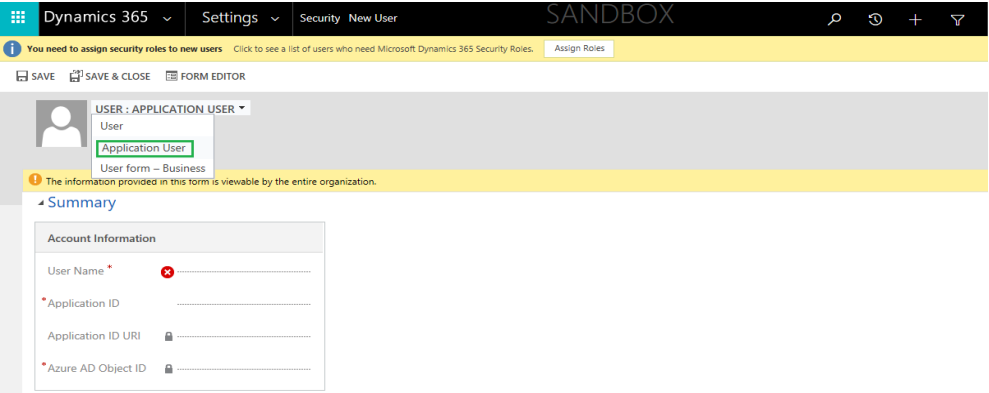 Dynamics 365 Settings Security New User SANDBOX
You need to assign security roles to new users Click to see a list of users who need Microsoft Dynamics 365 Security Roles. Assign Roles
SAVE SAVE & CLOSE FORM EDITOR
USER : APPLICATION USER
User
Application User
User form – Business
The information provided in this form is viewable by the entire organization.
Summary
Account Information
User Name *
*Application ID
Application ID URI
*Azure AD Object ID